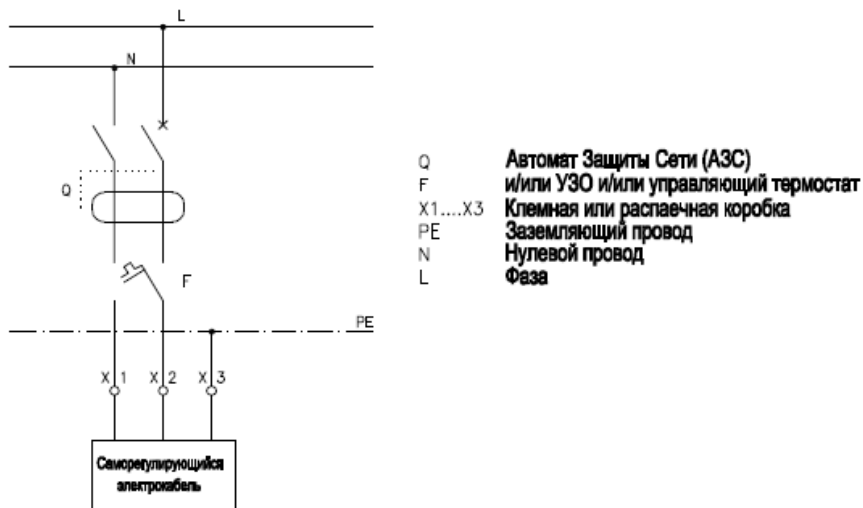 L
N
Q
F
PE
X 1 X 2 X 3
Саморегулирующийся
электрокабель
Q Автомат Защиты Сети (АЗС)
F и/или УЗО и/или управляющий термостат
X1....X3 Клемная или распаечная коробка
PE Заземляющий провод
N Нулевой провод
L Фаза